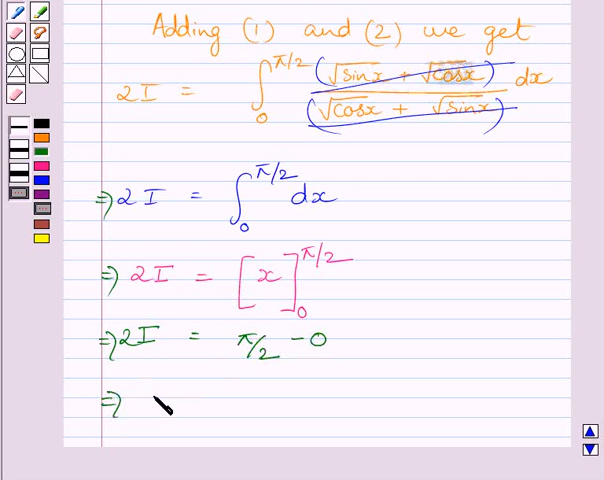 Adding (1) and (2) we get
2I = ∫₀^π/2 (√sinx + √cosx) / (√cosx + √sinx) dx
⇒ 2I = ∫₀^π/2 dx
⇒ 2I = [x]₀^π/2
⇒ 2I = π/2 - 0
⇒